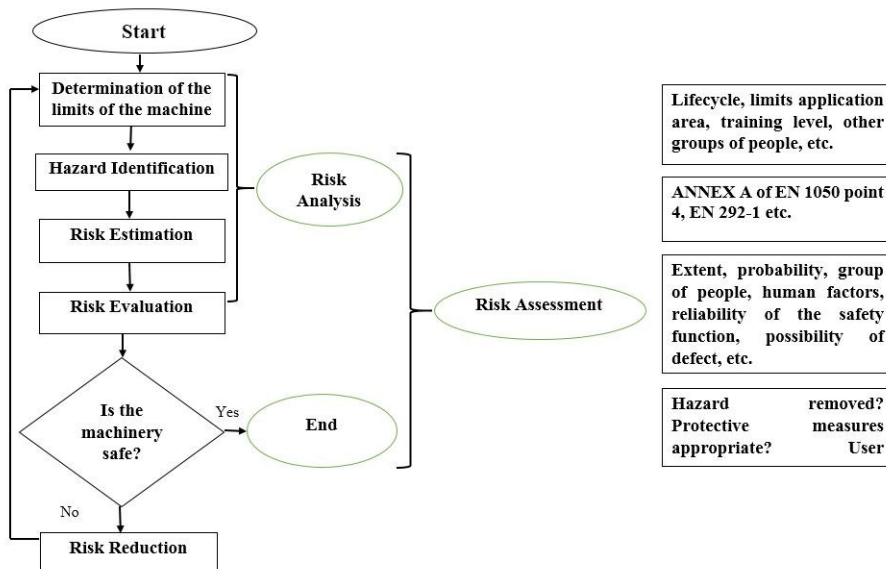 Start
Determination of the
limits of the machine
Hazard Identification
Risk Estimation
Risk Evaluation
Is the
machinery
safe?
Yes
No
Risk Reduction
Risk
Analysis
End
Risk Assessment
Lifecycle, limits application
area, training level, other
groups of people, etc.
ANNEX A of EN 1050 point
4, EN 292-1 etc.
Extent, probability, group
of people, human factors,
reliability of the safety
function, possibility of
defect, etc.
Hazard removed?
Protective measures
appropriate? User